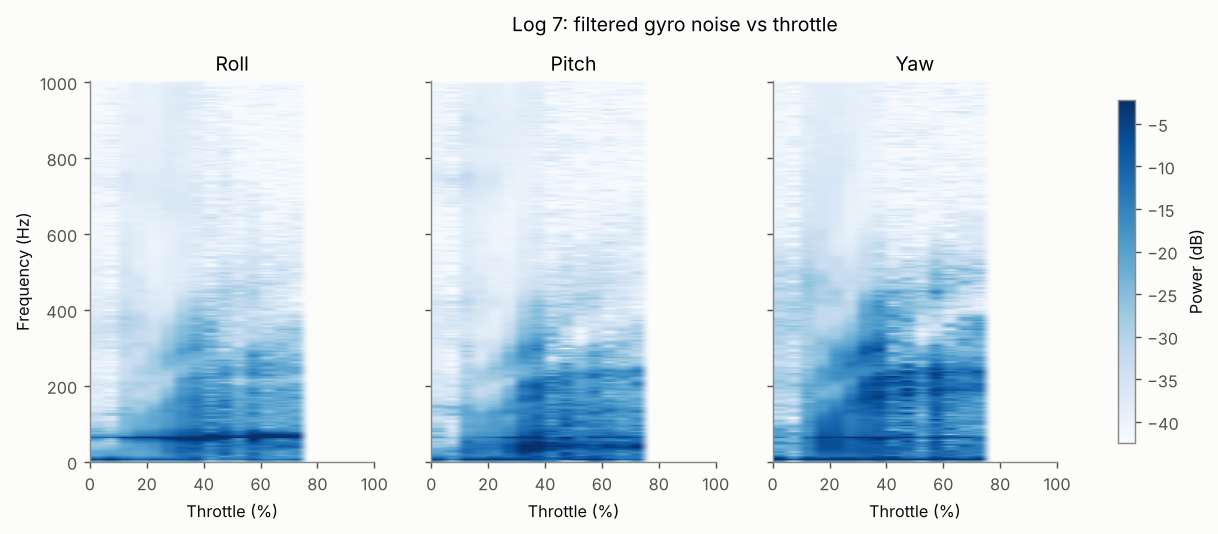 Log 7: filtered gyro noise vs throttle
Roll
Pitch
Yaw
1000
800
600
400
200
0
Frequency (Hz)
0 20 40 60 80 100
0 20 40 60 80 100
0 20 40 60 80 100
Throttle (%)
Throttle (%)
Throttle (%)
−5
−10
−15
−20
−25
−30
−35
−40
Power (dB)